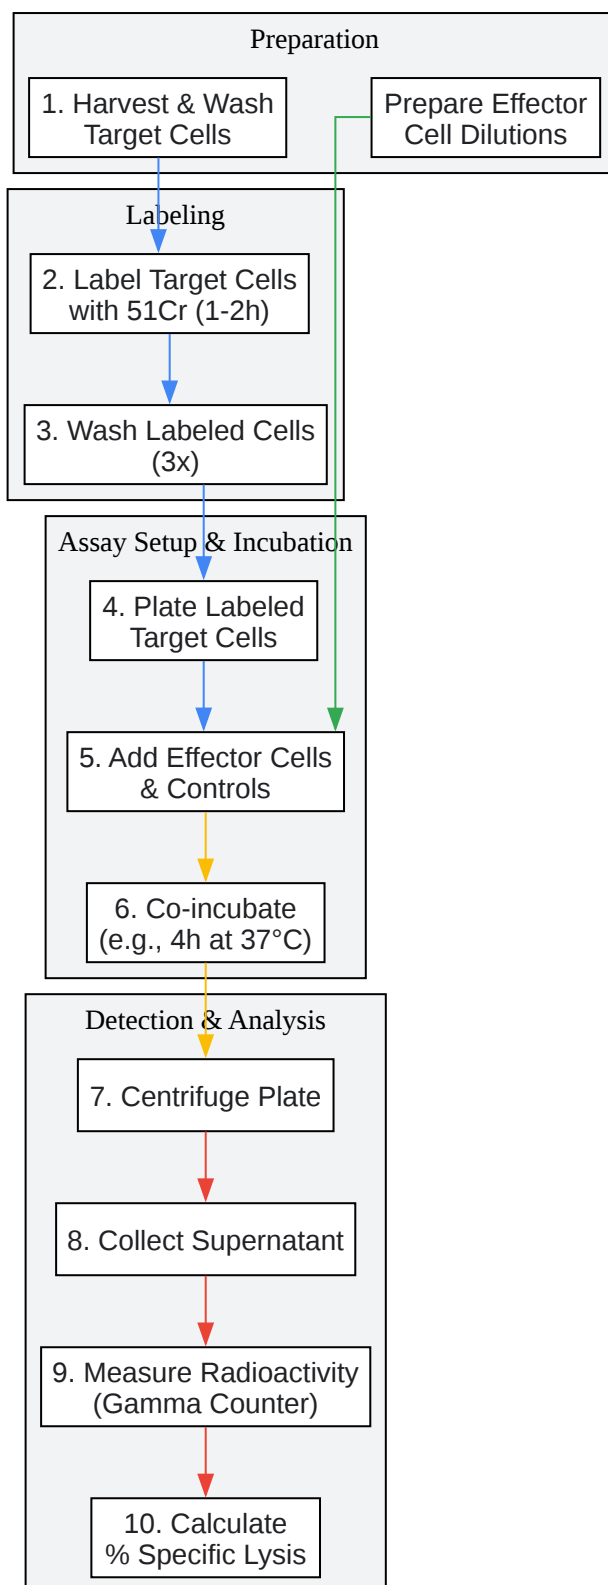 Preparation
1. Harvest & Wash
Target Cells
Prepare Effector
Cell Dilutions
Labeling
2. Label Target Cells
with 51Cr (1-2h)
3. Wash Labeled Cells
(3x)
Assay Setup & Incubation
4. Plate Labeled
Target Cells
5. Add Effector Cells
& Controls
6. Co-incubate
(e.g., 4h at 37°C)
Detection & Analysis
7. Centrifuge Plate
8. Collect Supernatant
9. Measure Radioactivity
(Gamma Counter)
10. Calculate
% Specific Lysis